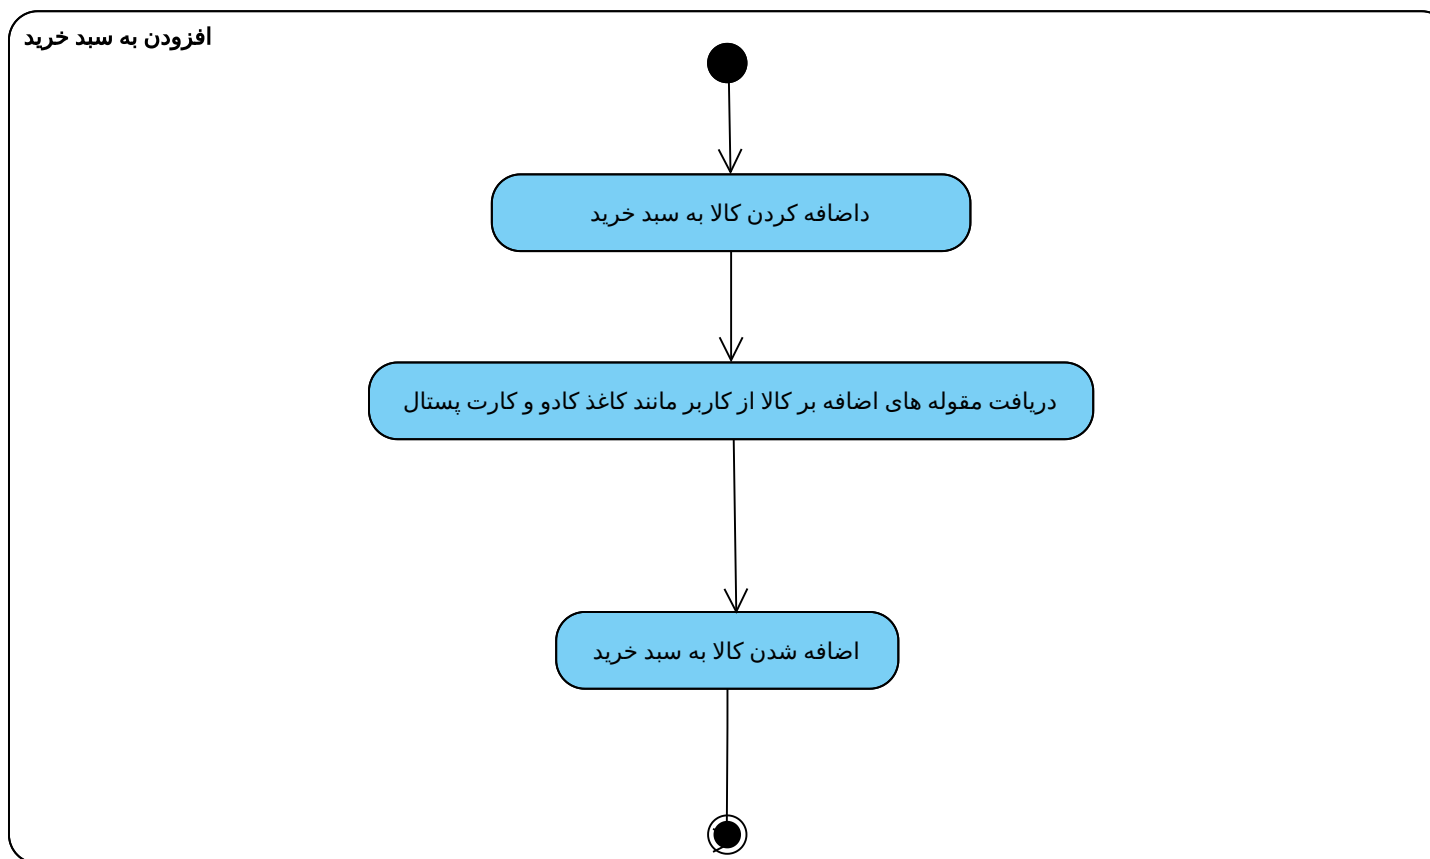 افزودن به سبد خرید
داضافه کردن کالا به سبد خرید
دریافت مقوله های اضافه بر کالا از کاربر مانند کاغذ کادو و کارت پستال
اضافه شدن کالا به سبد خرید